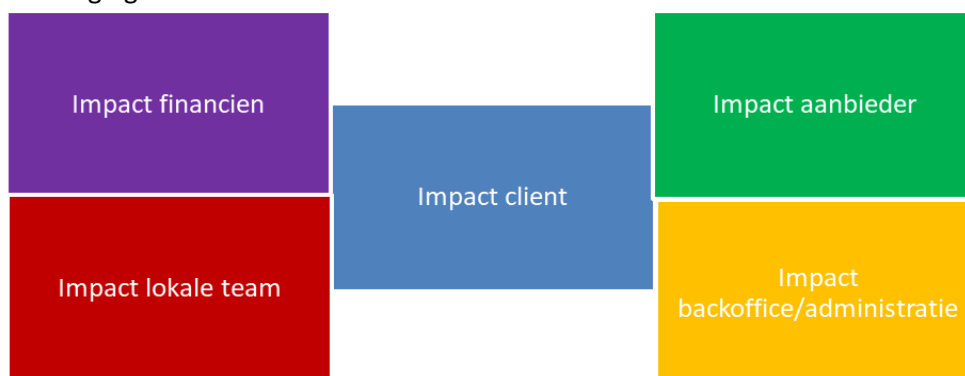 Impact financien
Impact aanbieder
Impact client
Impact lokale team
Impact
backoffice/administratie